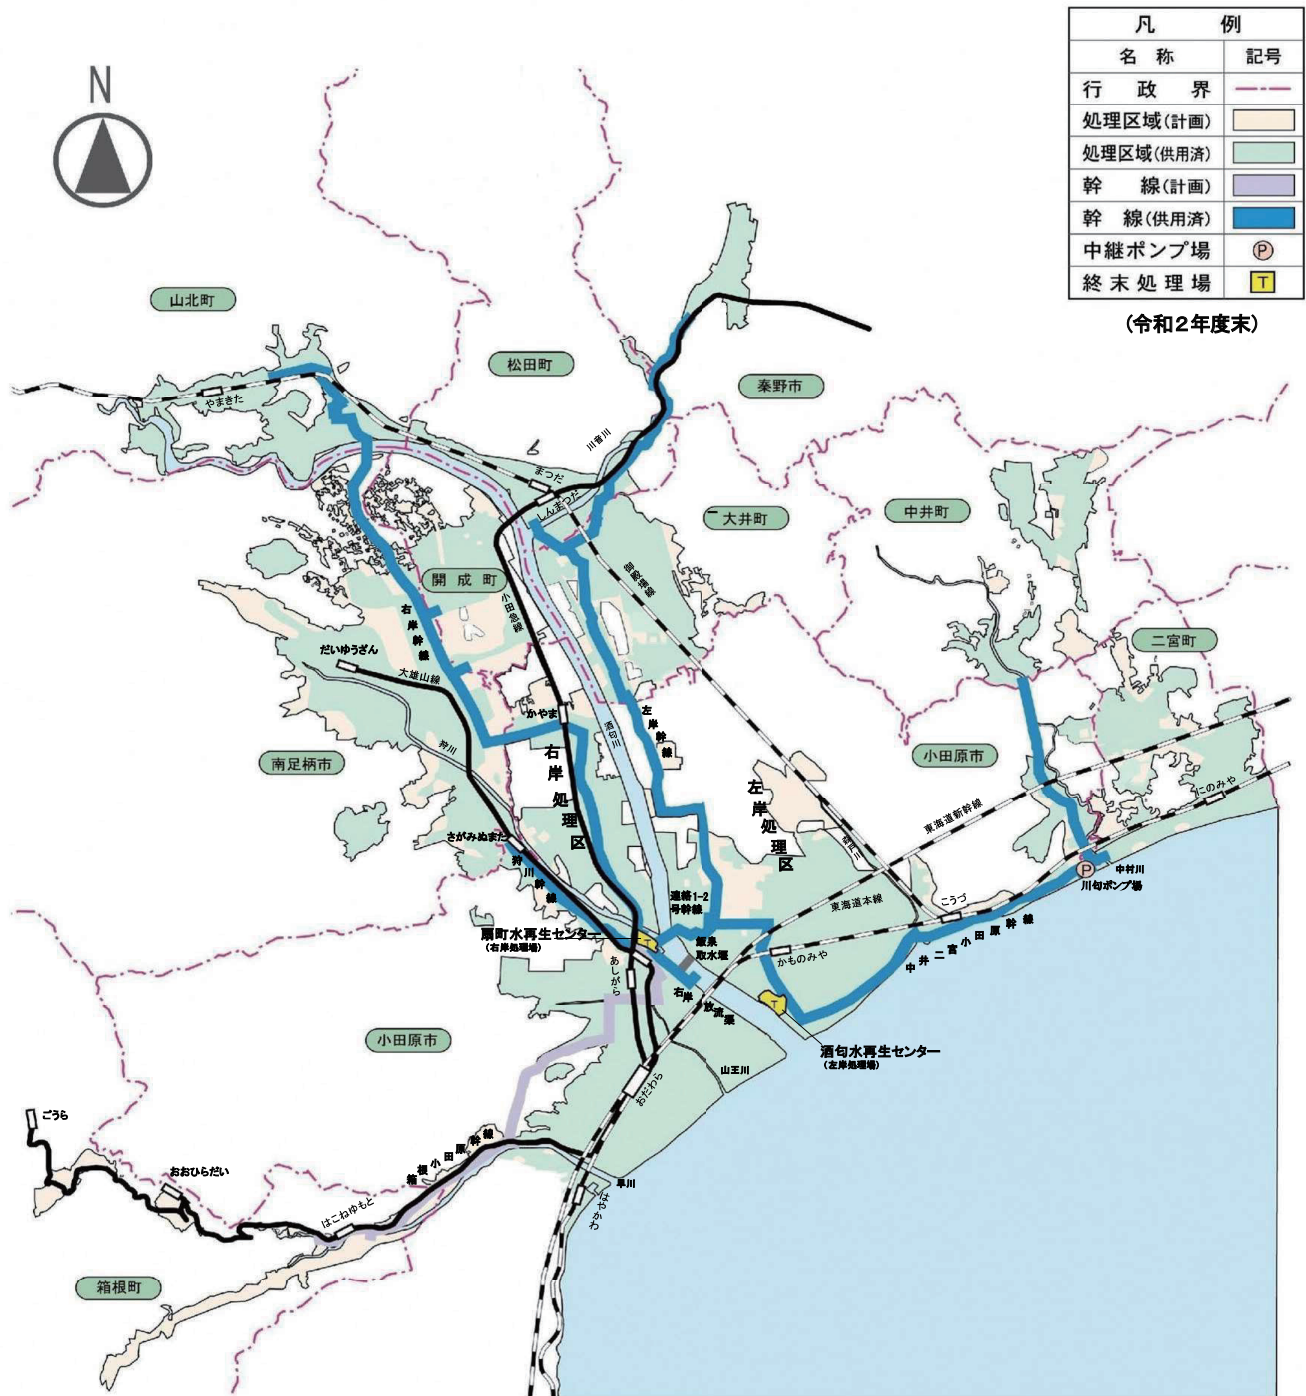 凡 例
名 称 記号
行 政 界
処理区域(計画)
処理区域(供用済)
幹 線(計画)
幹 線(供用済)
中継ポンプ場 P
終末処理場 T
(令和2年度末)
N
山北町
松田町
秦野市
やまきた
川音川
まつだ
しんまつだ
大井町
中井町
開成町
御殿場線
小田急線
右岸幹線
二宮町
だいゆうざん
大雄山線
かやま
酒匂川
左岸幹線
狩川
南足柄市
小田原市
右岸処理区
左岸処理区
にのみや
東海道新幹線
さがみぬまた
狩川幹線
中村川
P
川匂ポンプ場
連絡1-2
号幹線
東海道本線
こうづ
扇町水再生センター
(右岸処理場)
T
飯泉
取水堰
かものみや
中井二宮小田原幹線
あしがら
右岸放流渠
T
小田原市
酒匂水再生センター
(左岸処理場)
山王川
おだわら
ごうら
おおひらだい
箱根小田原幹線
早川
はこねゆもと
はやかわ
箱根町